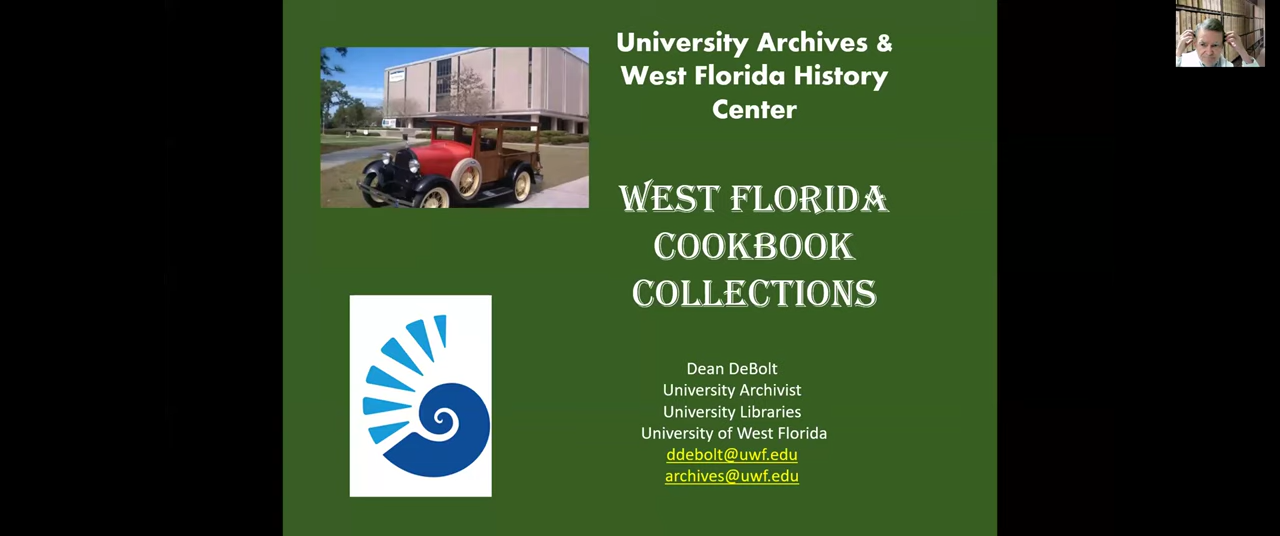 University Archives &
West Florida History
Center
WEST FLORIDA
COOKBOOK
COLLECTIONS
Dean DeBolt
University Archivist
University Libraries
University of West Florida
ddebolt@uwf.edu
archives@uwf.edu